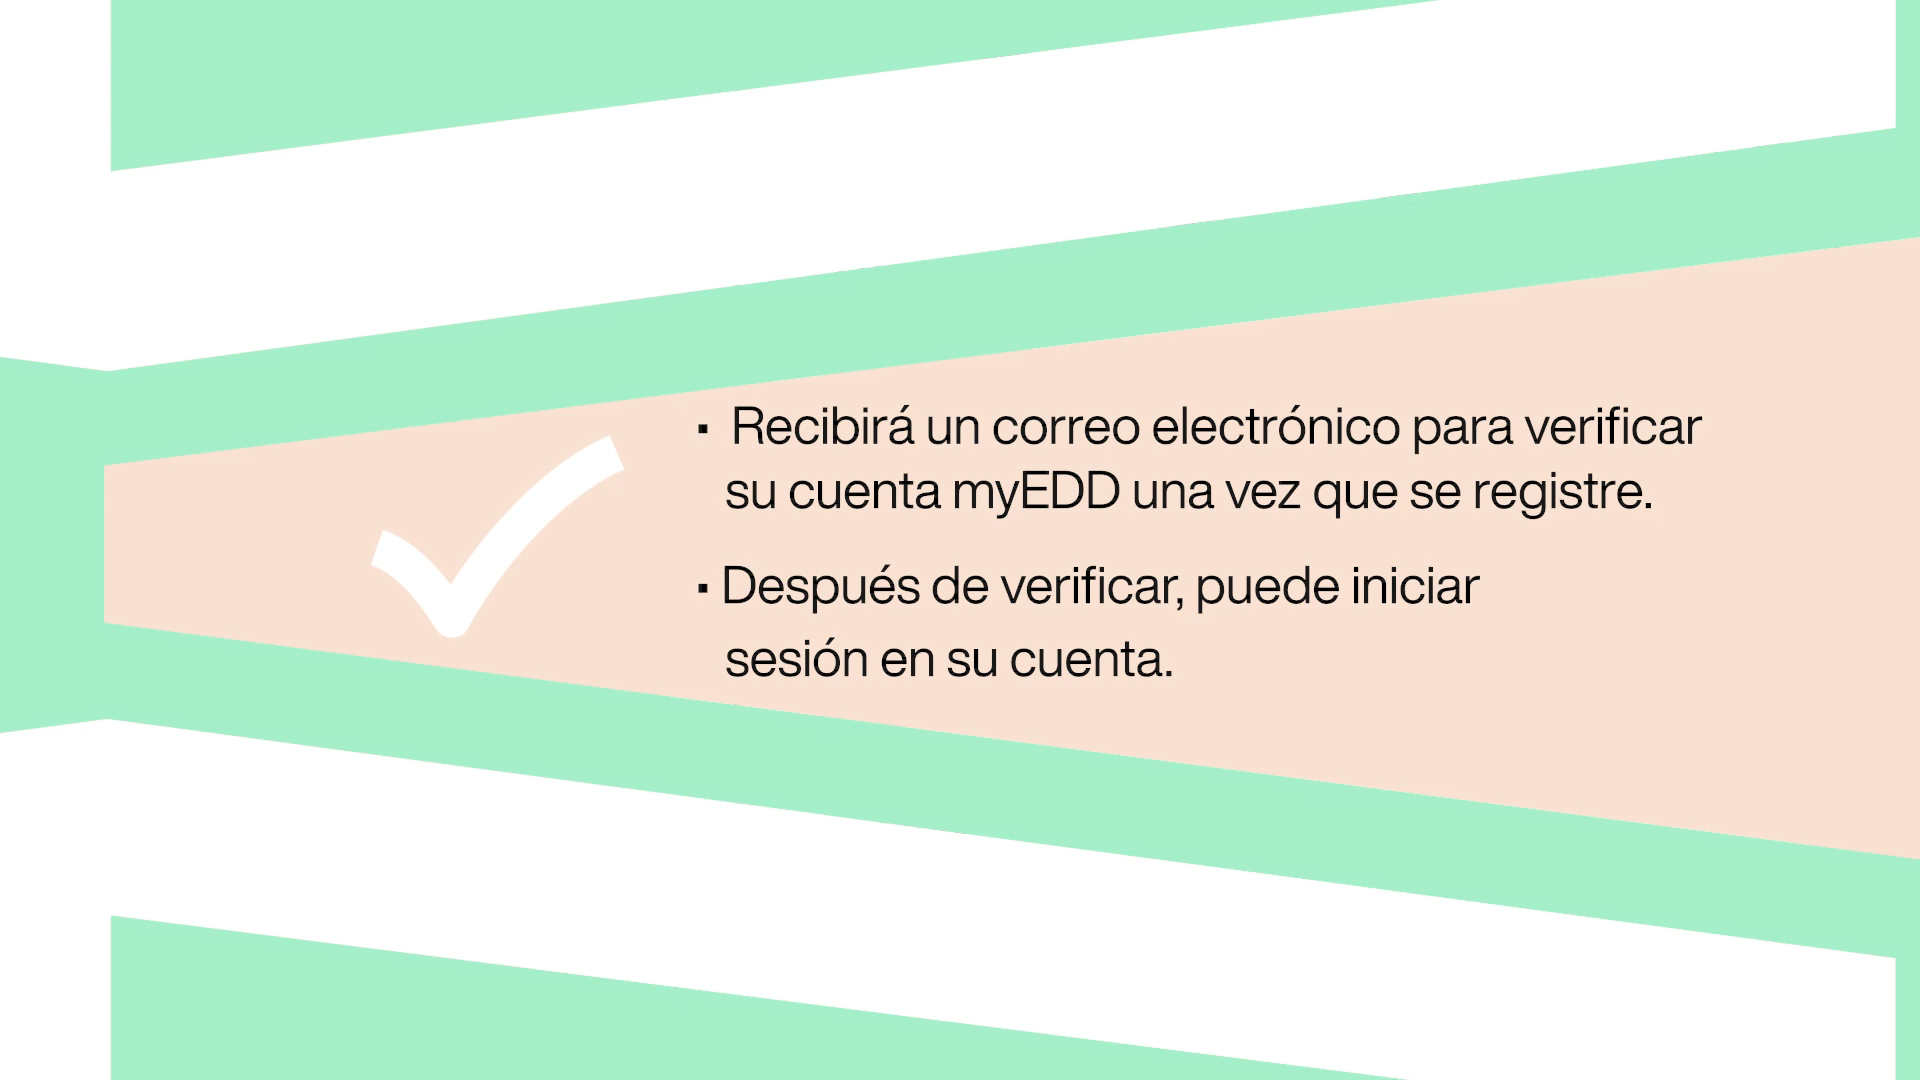 ▪ Recibirá un correo electrónico para verificar
su cuenta myEDD una vez que se registre.
▪ Después de verificar, puede iniciar
sesión en su cuenta.